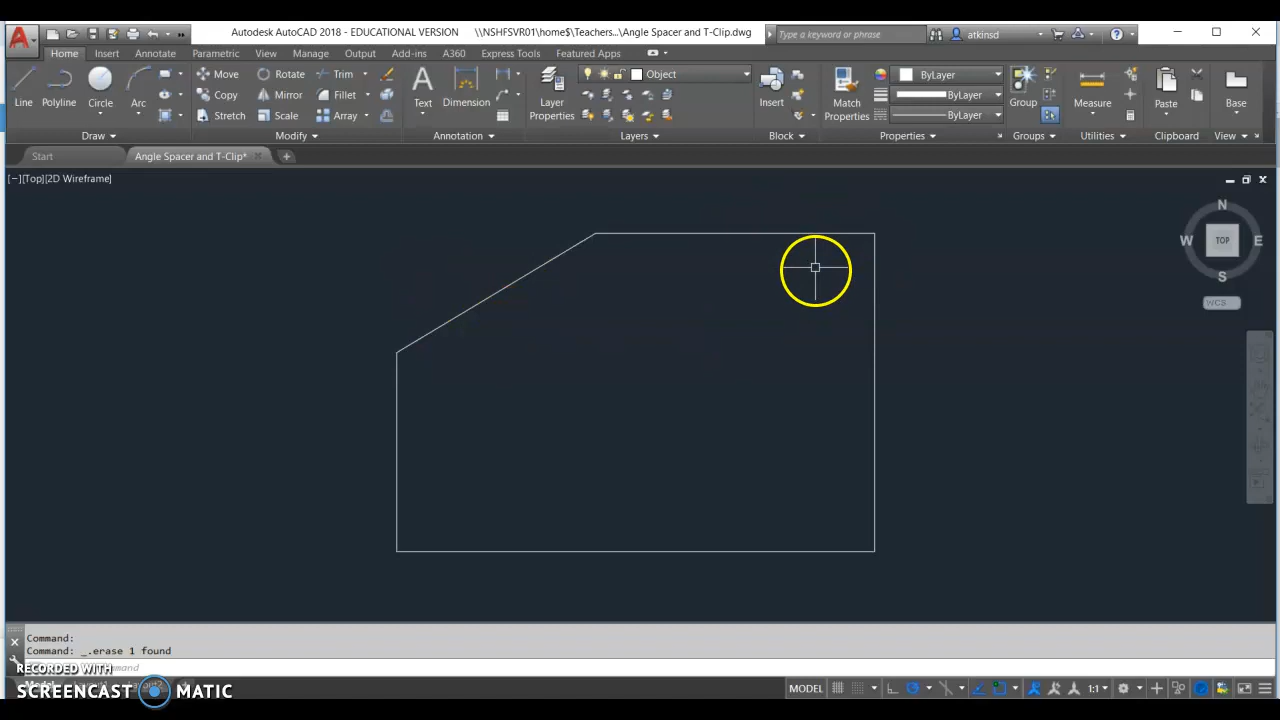 Autodesk AutoCAD 2018 - EDUCATIONAL VERSION \\NSHFSVR01\home$\Teachers...\Angle Spacer and T-Clip.dwg
Type a keyword or phrase
atkinsd
Home Insert Annotate Parametric View Manage Output Add-ins A360 Express Tools Featured Apps
Move Rotate Trim Object ByLayer
Line Polyline Circle Arc Copy Mirror Fillet Text Dimension Layer Properties Insert Match Properties ByLayer Group Measure Paste Base
Stretch Scale Array ByLayer
Draw Modify Annotation Layers Block Properties Groups Utilities Clipboard View
Start Angle Spacer and T-Clip*
[−][Top][2D Wireframe]
N
W TOP E
S
WCS
Command:
Command: _.erase 1 found
RECORDED WITH
SCREENCAST MATIC
MODEL 1:1